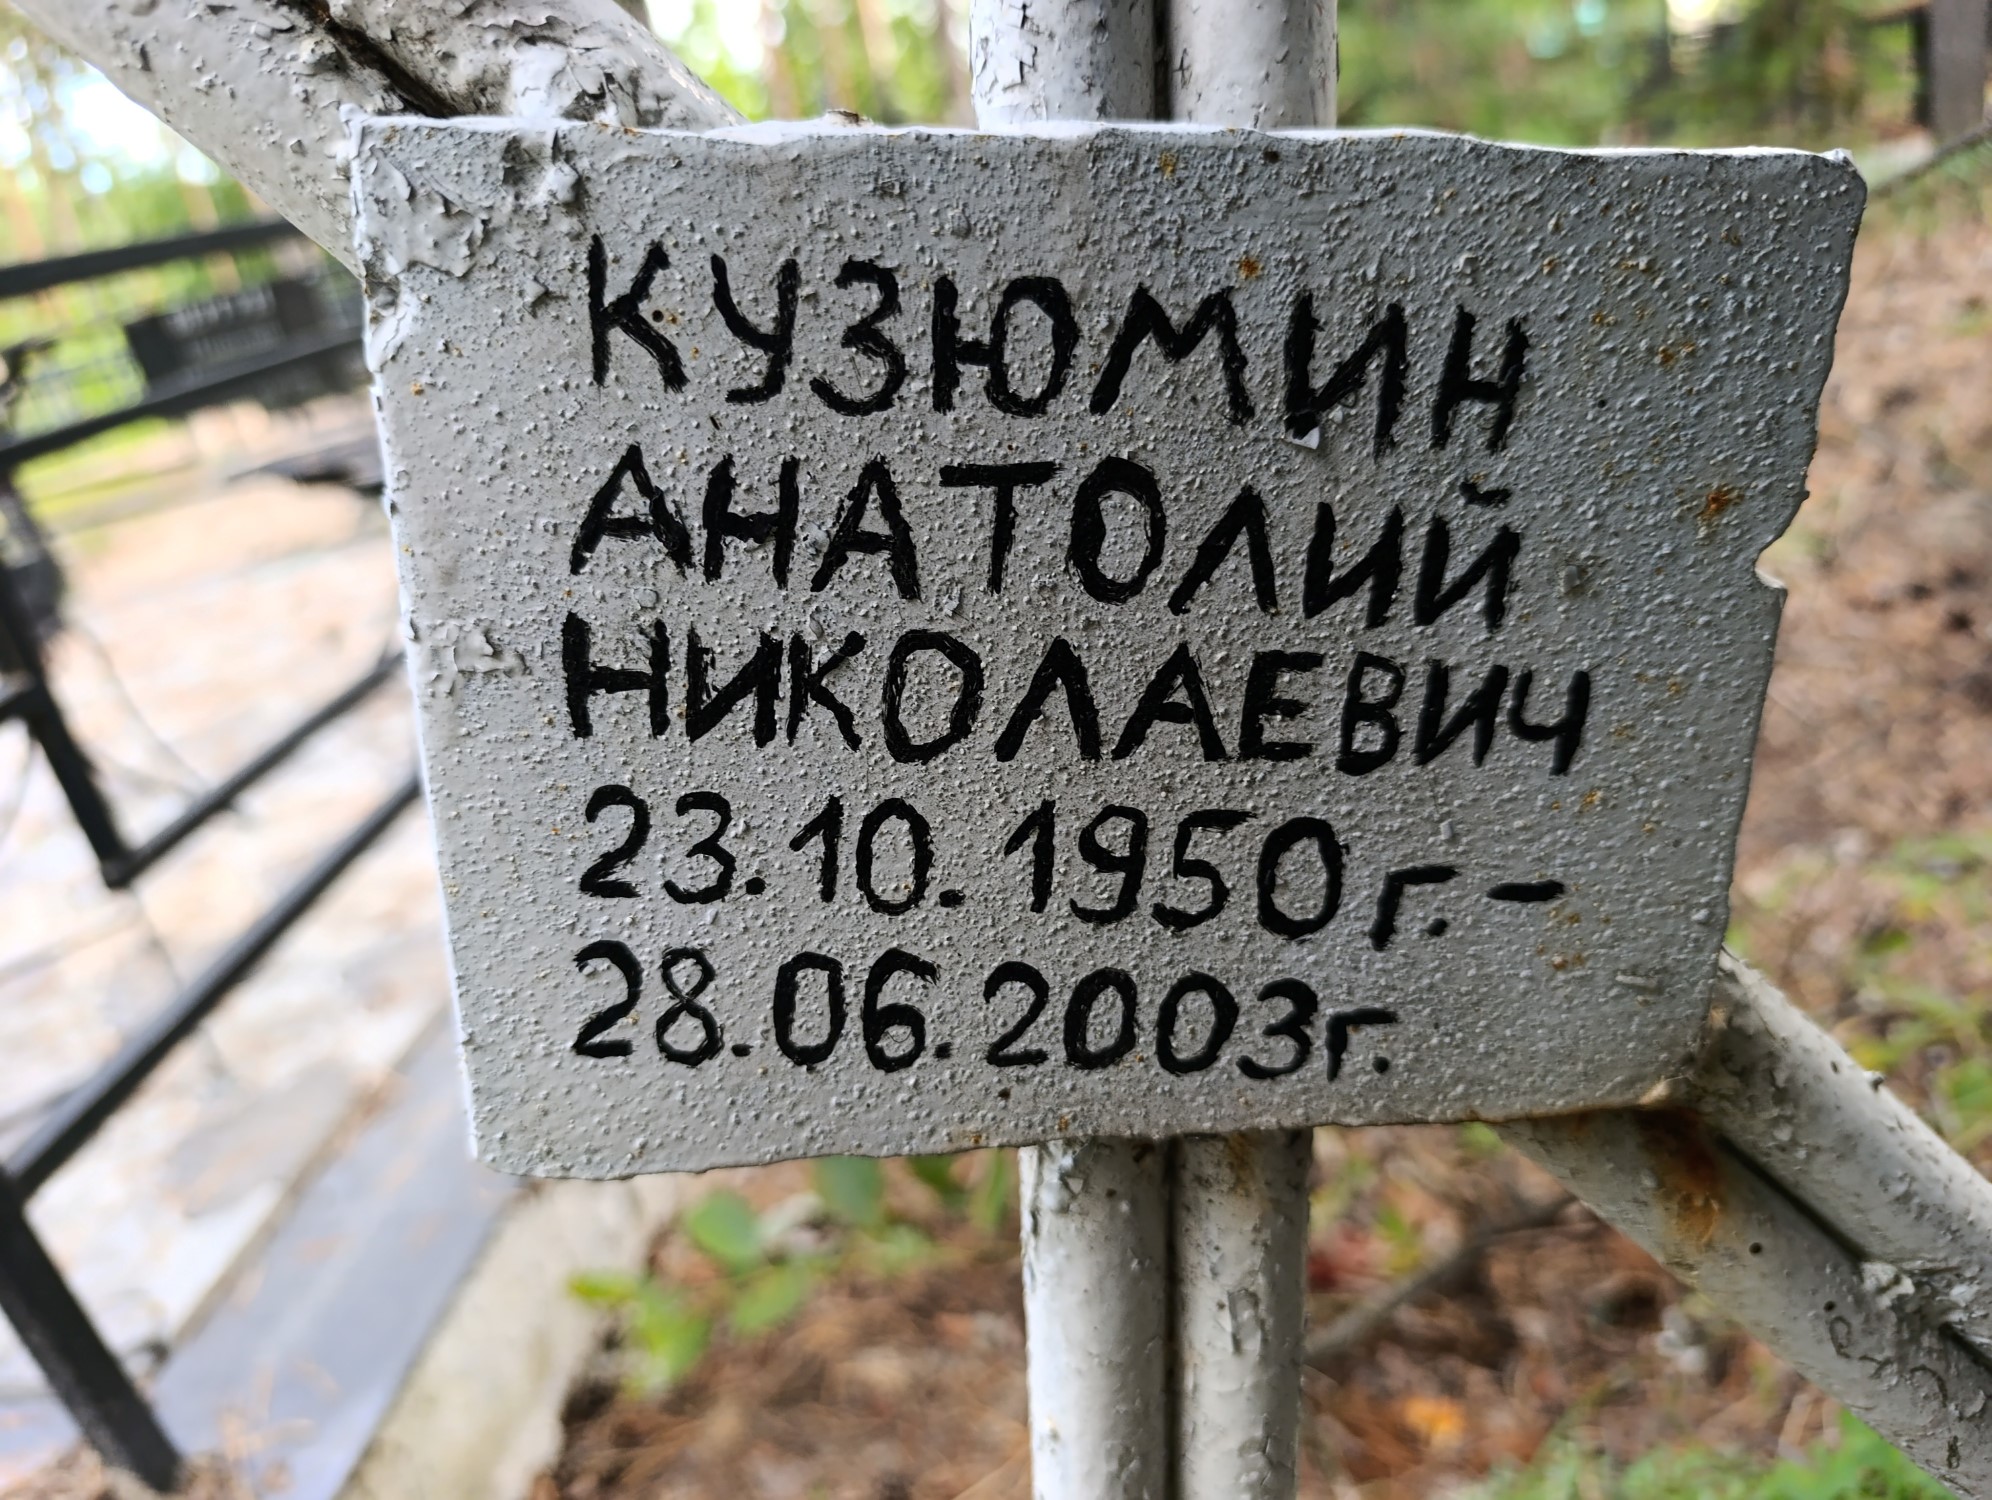 КУЗЮМИН
АНАТОЛИЙ
НИКОЛАЕВИЧ
23.10.1950г.-
28.06.2003г.